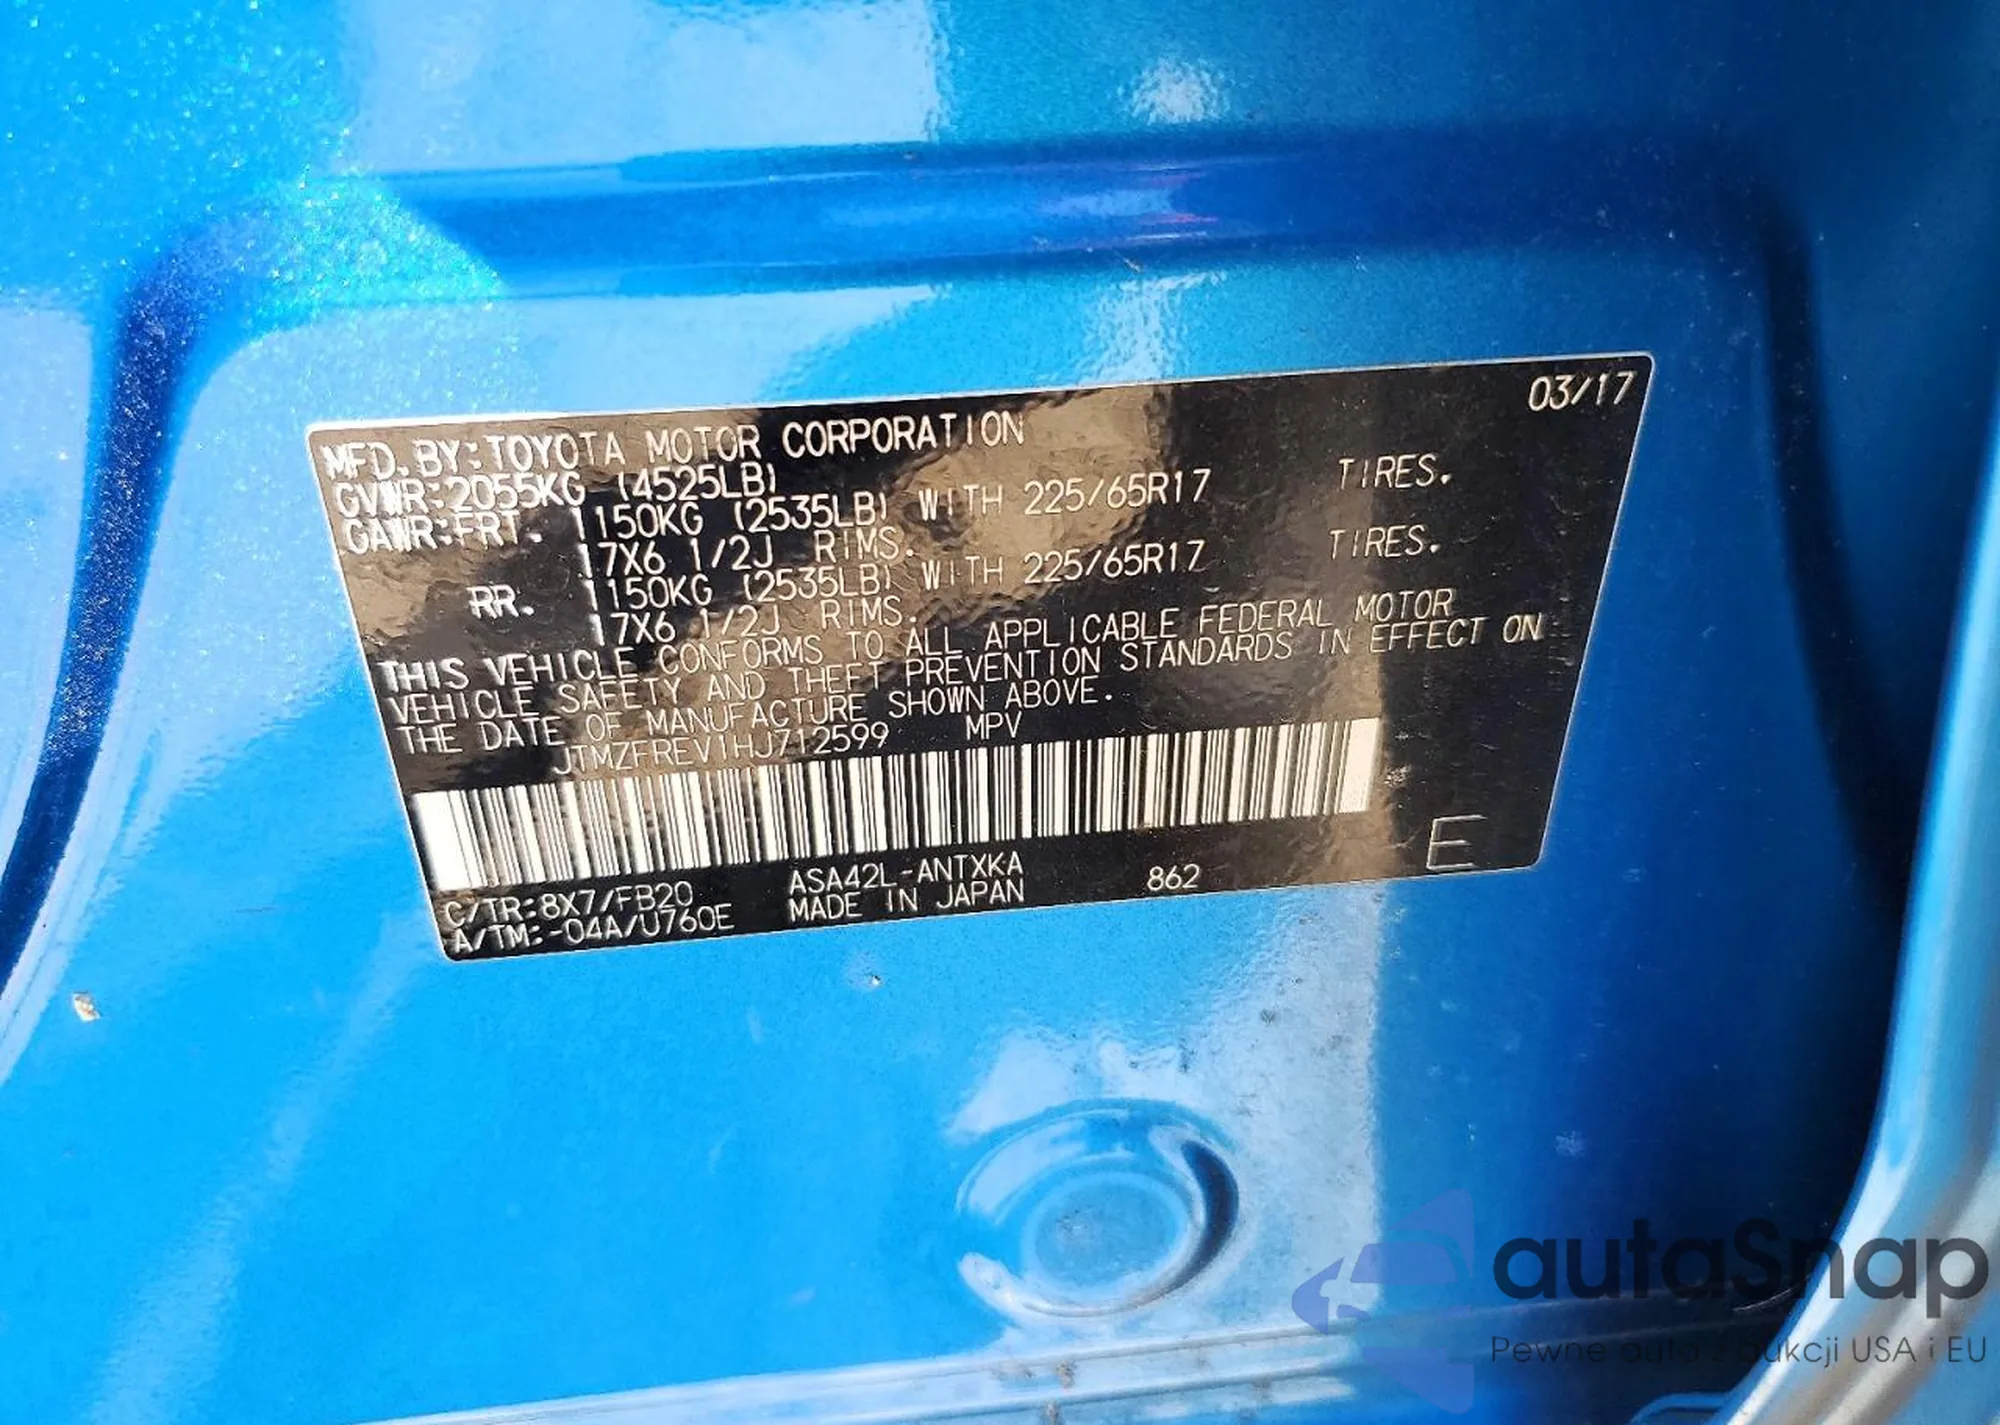 03/17
MFD. BY: TOYOTA MOTOR CORPORATION
GVWR: 2055KG (4525LB)
GAWR: FRT. 1150KG (2535LB) WITH 225/65R17 TIRES.
17X6 1/2J RIMS.
RR. 1150KG (2535LB) WITH 225/65R17 TIRES.
17X6 1/2J RIMS.
THIS VEHICLE CONFORMS TO ALL APPLICABLE FEDERAL MOTOR
VEHICLE SAFETY AND THEFT PREVENTION STANDARDS IN EFFECT ON
THE DATE OF MANUFACTURE SHOWN ABOVE.
JTMZFREV1HJ712599 MPV
E
C/TR: 8X7/FB20 ASA42L-ANTXKA 862
A/TM: -04A/U760E MADE IN JAPAN
autaSnap
Pewne auta z aukcji USA i EU